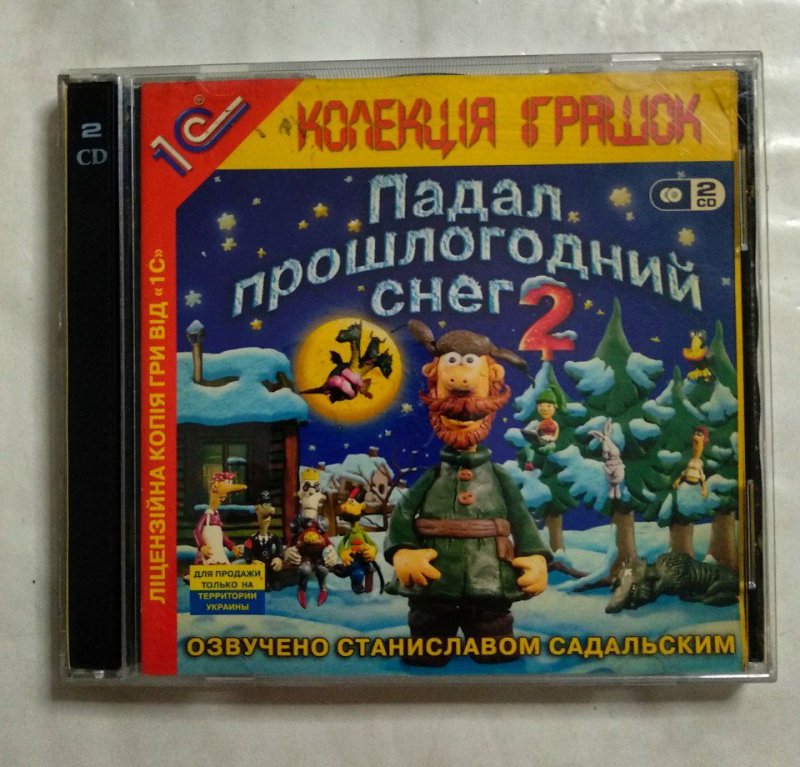 2
CD
1С®
КОЛЕКЦІЯ ІГРАШОК
2
CD
Падал
прошлогодний
снег 2
ЛІЦЕНЗІЙНА КОПІЯ ГРИ ВІД «1С»
ДЛЯ ПРОДАЖИ
ТОЛЬКО НА
ТЕРРИТОРИИ
УКРАИНЫ
ОЗВУЧЕНО СТАНИСЛАВОМ САДАЛЬСКИМ